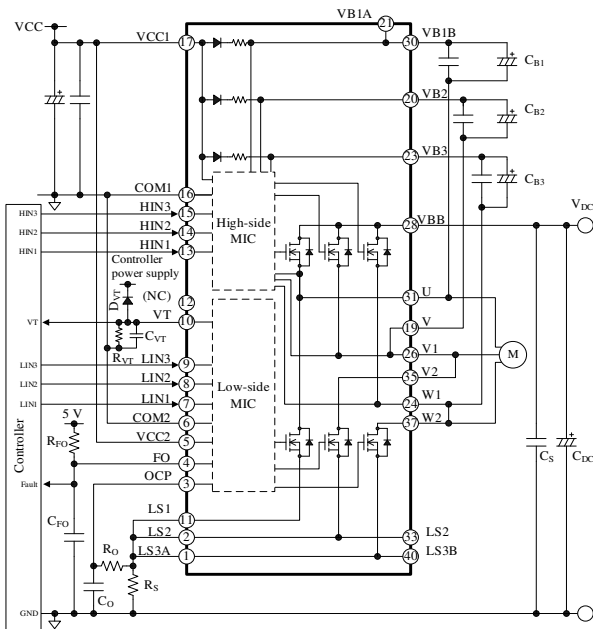 VB1A
21
VCC
VCC1
17
30
VB1B
CB1
20
VB2
CB2
23
VB3
CB3
COM1
16
HIN3
HIN3
15
HIN2
HIN2
14
HIN1
HIN1
13
High-side
MIC
28
VBB
VDC
Controller
power supply
DVT
(NC)
12
VT
VT
10
CVT
RVT
31
U
19
V
26
V1
35
V2
24
W1
37
W2
M
LIN3
LIN3
9
LIN2
LIN2
8
LIN1
LIN1
7
Low-side
MIC
COM2
6
VCC2
5
FO
4
OCP
3
5 V
RFO
Controller
Fault
CFO
CS
CDC
LS1
11
LS2
2
33
LS2
LS3A
1
40
LS3B
RO
CO
RS
GND